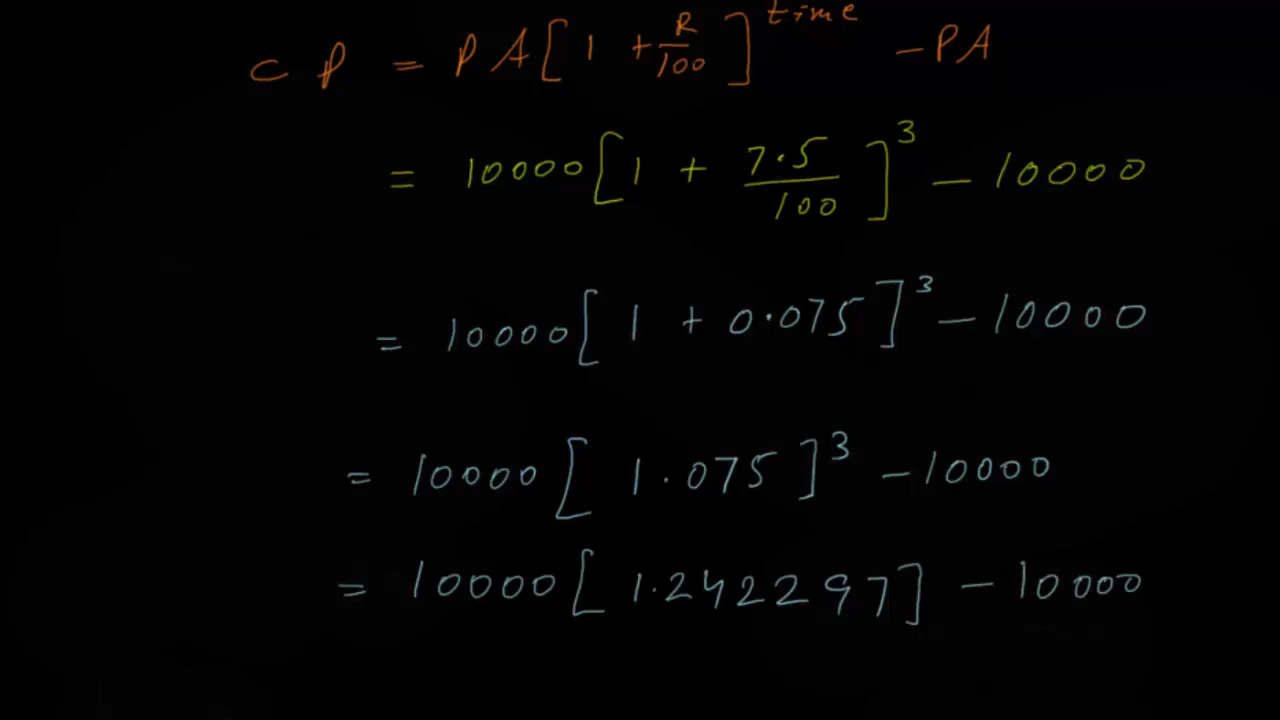 CP = PA[1 + R/100]^time - PA
= 10000[1 + 7.5/100]^3 - 10000
= 10000[1 + 0.075]^3 - 10000
= 10000[1.075]^3 - 10000
= 10000[1.242297] - 10000